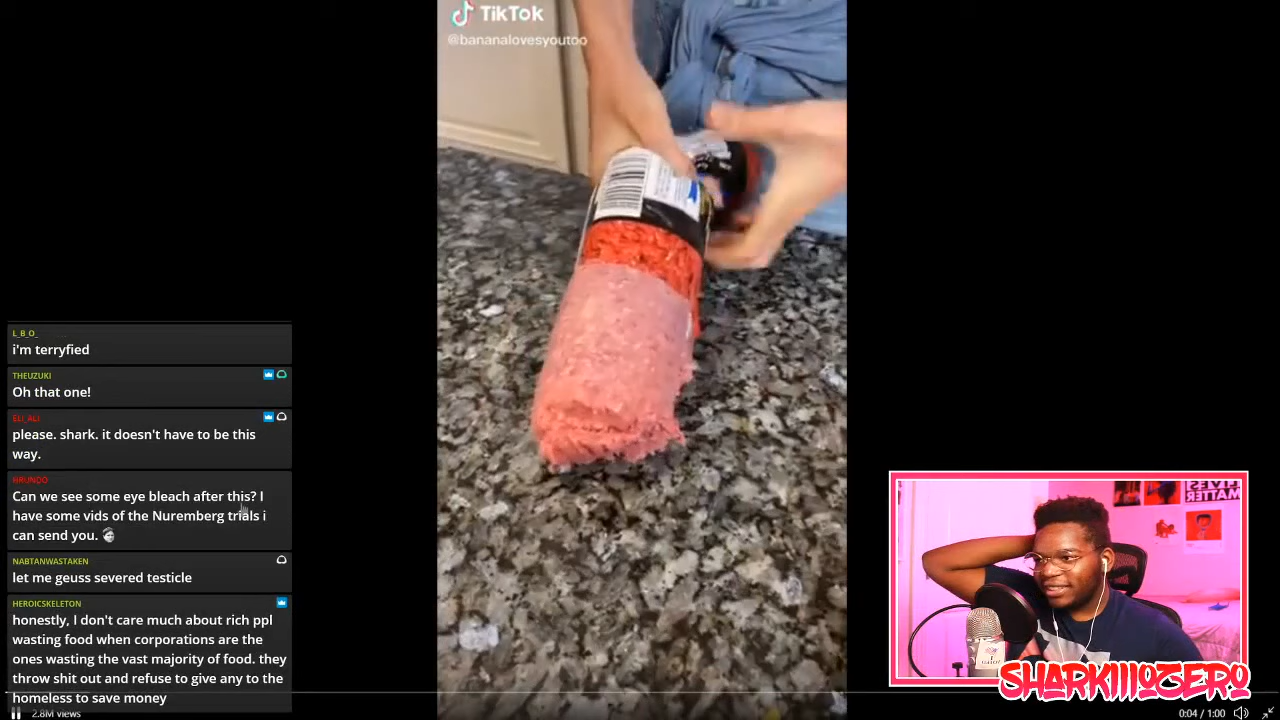 TikTok
@bananalovesyoutoo
L_B_O_
i'm terryfied
THEUZUKI
Oh that one!
ELI_ALI
please. shark. it doesn't have to be this
way.
Can we see some eye bleach after this? I
have some vids of the Nuremberg trials i
can send you.
NABTANWASTAKEN
let me geuss severed testicle
HEROICSKELETON
honestly, I don't care much about rich ppl
wasting food when corporations are the
ones wasting the vast majority of food. they
throw shit out and refuse to give any to the
homeless to save money
2.8M views
LIVES
MATTER
SHARK111OZERO
0:04 / 1:00